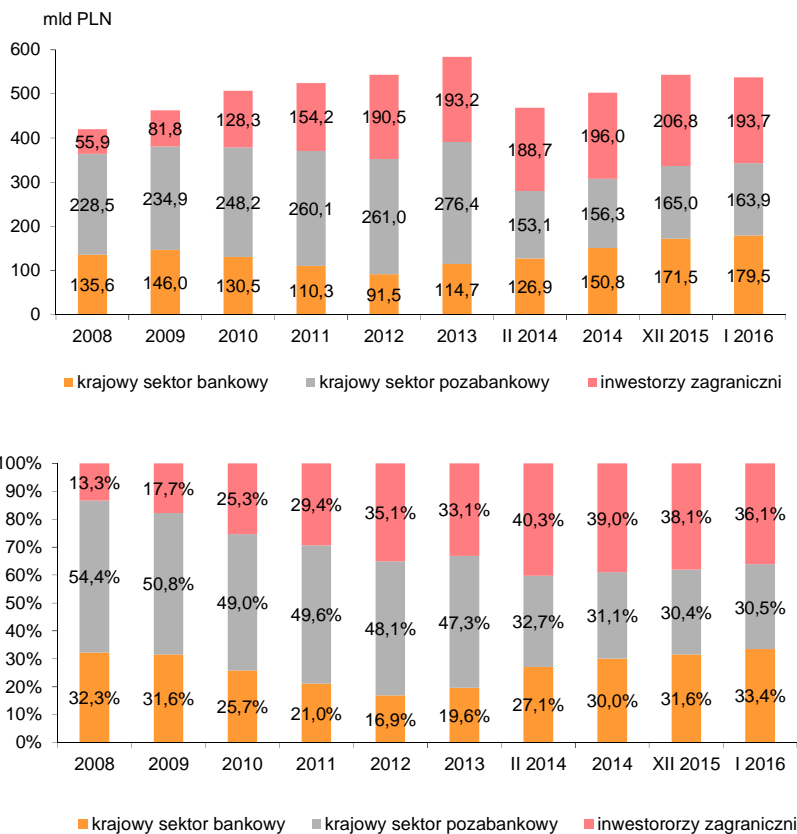 mld PLN
600
500
400
300
200
100
0
55,9 81,8 128,3 154,2 190,5 193,2 188,7 196,0 206,8 193,7
228,5 234,9 248,2 260,1 261,0 276,4 153,1 156,3 165,0 163,9
135,6 146,0 130,5 110,3 91,5 114,7 126,9 150,8 171,5 179,5
2008 2009 2010 2011 2012 2013 II 2014 2014 XII 2015 I 2016
krajowy sektor bankowy krajowy sektor pozabankowy inwestorzy zagraniczni
100%
90%
80%
70%
60%
50%
40%
30%
20%
10%
0%
13,3% 17,7% 25,3% 29,4% 35,1% 33,1% 40,3% 39,0% 38,1% 36,1%
54,4% 50,8% 49,0% 49,6% 48,1% 47,3% 32,7% 31,1% 30,4% 30,5%
32,3% 31,6% 25,7% 21,0% 16,9% 19,6% 27,1% 30,0% 31,6% 33,4%
2008 2009 2010 2011 2012 2013 II 2014 2014 XII 2015 I 2016
krajowy sektor bankowy krajowy sektor pozabankowy inwestororzy zagraniczni